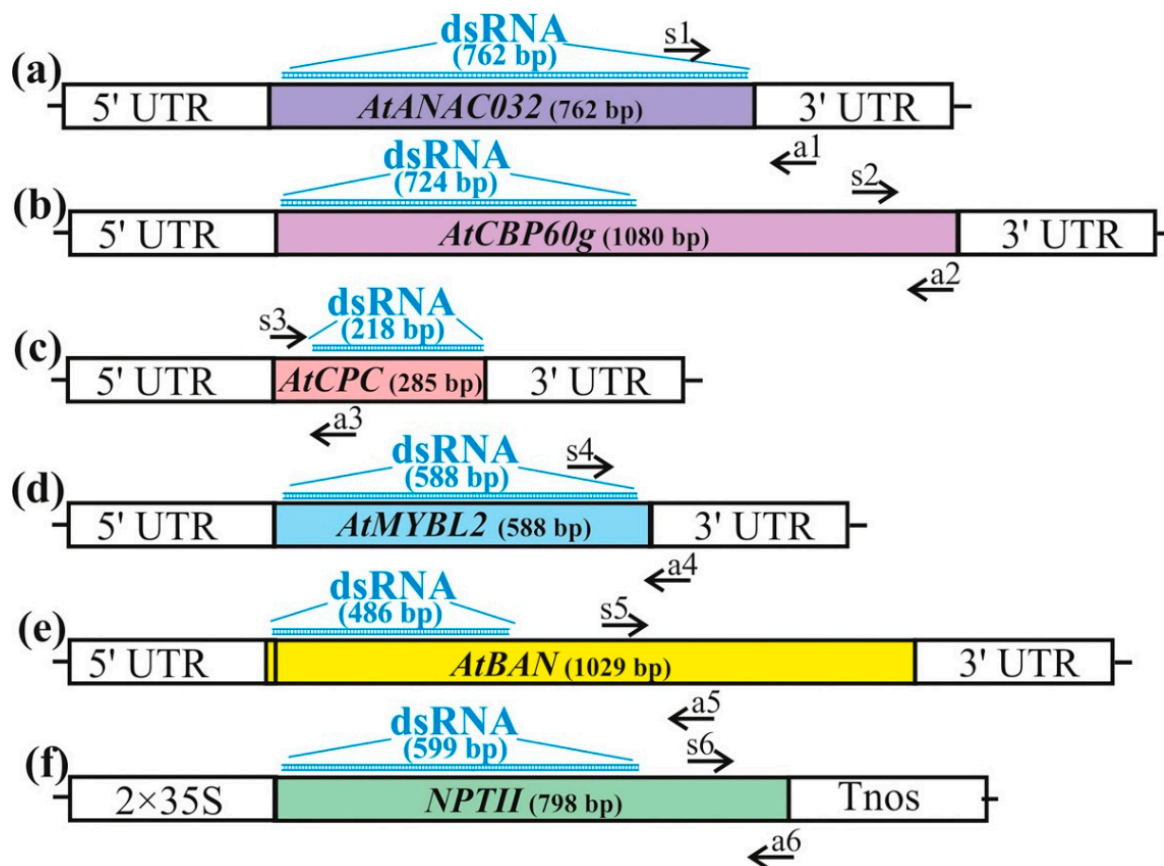 dsRNA
(762 bp)
s1
(a)
5' UTR
AtANAC032 (762 bp)
3' UTR
a1
dsRNA
(724 bp)
s2
(b)
5' UTR
AtCBP60g (1080 bp)
3' UTR
a2
dsRNA
(218 bp)
s3
(c)
5' UTR
AtCPC (285 bp)
3' UTR
a3
dsRNA
(588 bp)
s4
(d)
5' UTR
AtMYBL2 (588 bp)
3' UTR
a4
dsRNA
(486 bp)
s5
(e)
5' UTR
AtBAN (1029 bp)
3' UTR
a5
dsRNA
(599 bp)
s6
(f)
2×35S
NPTII (798 bp)
Tnos
a6